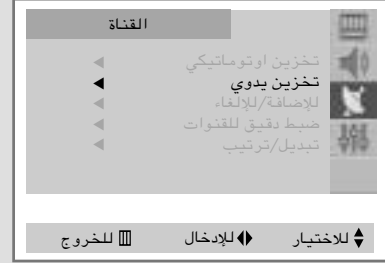 القناة
تخزين اوتوماتيكي
تخزين يدوي
للإضافة/للإلغاء
ضبط دقيق للقنوات
تبديل/ترتيب
للاختيار للإدخال للخروج